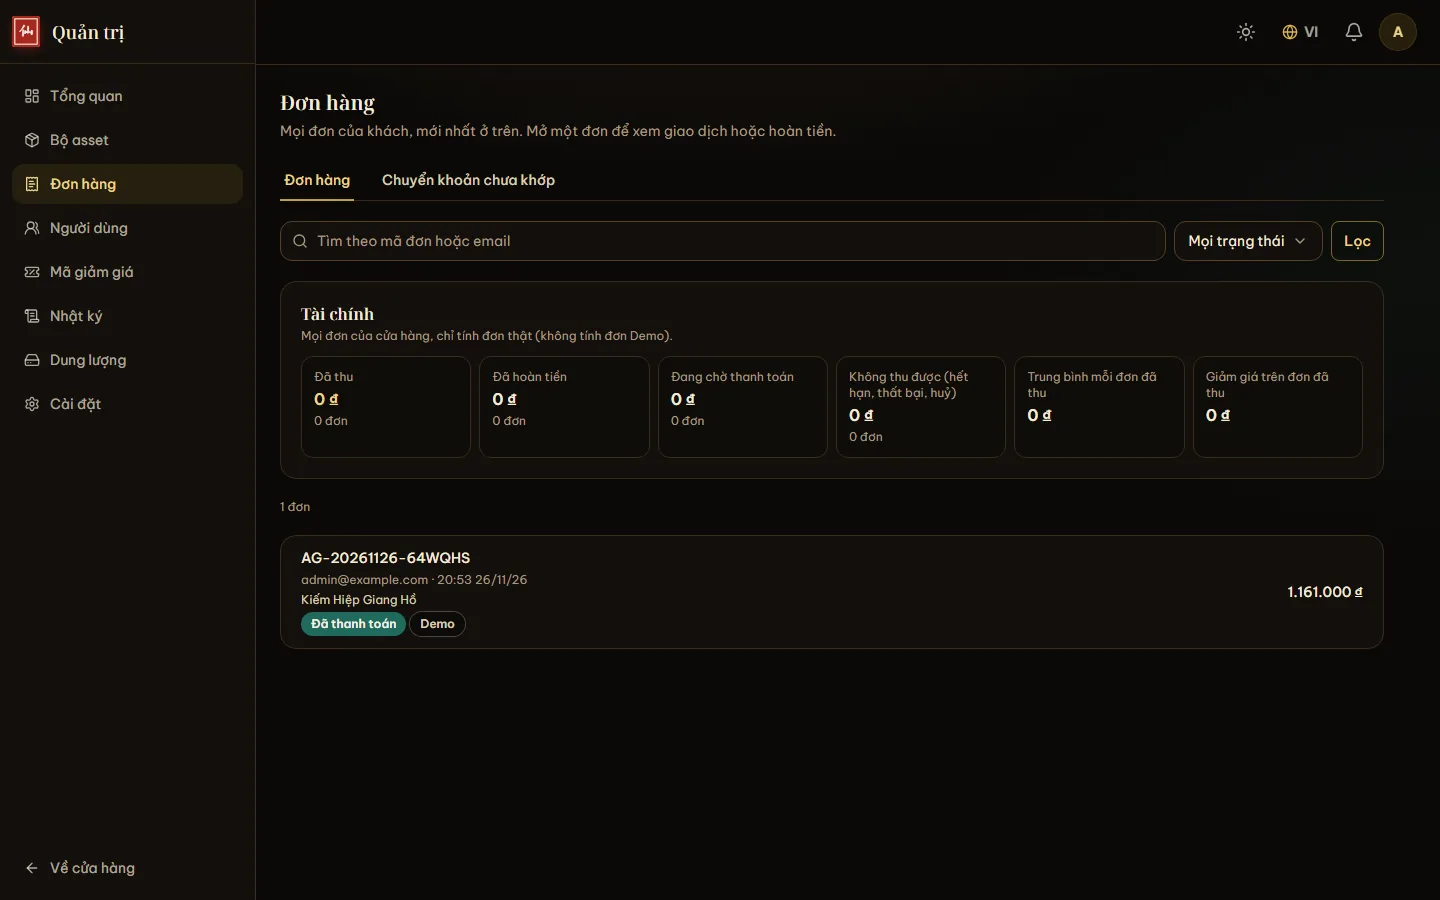 Quản trị
VI
A
Tổng quan
Bộ asset
Đơn hàng
Người dùng
Mã giảm giá
Nhật ký
Dung lượng
Cài đặt
Về cửa hàng
Đơn hàng
Mọi đơn của khách, mới nhất ở trên. Mở một đơn để xem giao dịch hoặc hoàn tiền.
Đơn hàng
Chuyển khoản chưa khớp
Tìm theo mã đơn hoặc email
Mọi trạng thái
Lọc
Tài chính
Mọi đơn của cửa hàng, chỉ tính đơn thật (không tính đơn Demo).
Đã thu
0 ₫
0 đơn
Đã hoàn tiền
0 ₫
0 đơn
Đang chờ thanh toán
0 ₫
0 đơn
Không thu được (hết
hạn, thất bại, huỷ)
0 ₫
0 đơn
Trung bình mỗi đơn đã
thu
0 ₫
Giảm giá trên đơn đã
thu
0 ₫
1 đơn
AG-20261126-64WQHS
admin@example.com · 20:53 26/11/26
Kiếm Hiệp Giang Hồ
Đã thanh toán
Demo
1.161.000 ₫